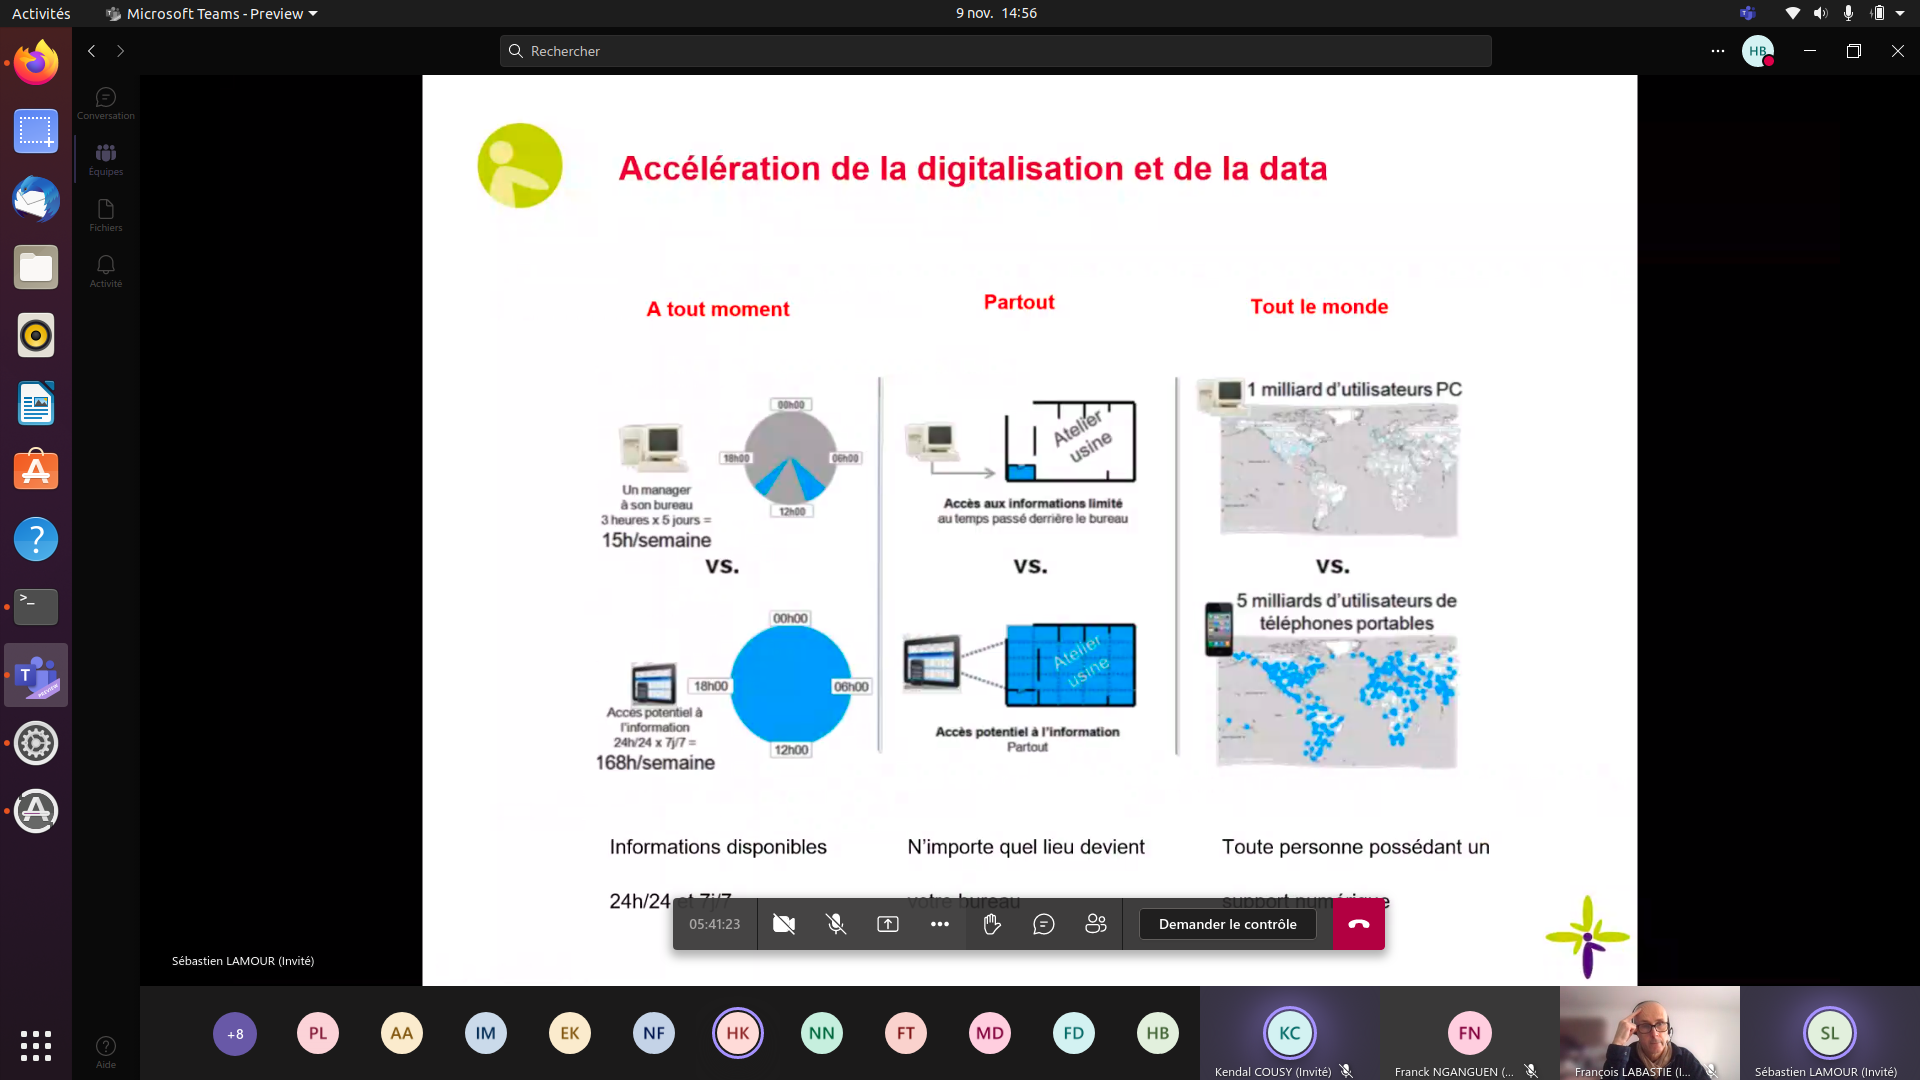 Activités
Microsoft Teams - Preview
9 nov. 14:56
Rechercher
HB
Conversation
Équipes
Fichiers
Activité
Aide
Accélération de la digitalisation et de la data
A tout moment
Partout
Tout le monde
00h00
18h00
06h00
12h00
Un manager
à son bureau
3 heures x 5 jours =
15h/semaine
vs.
00h00
18h00
06h00
12h00
Accès potentiel à
l'information
24h/24 x 7j/7 =
168h/semaine
Atelier
usine
Accès aux informations limité
au temps passé derrière le bureau
vs.
Atelier
usine
Accès potentiel à l'information
Partout
1 milliard d'utilisateurs PC
vs.
5 milliards d'utilisateurs de
téléphones portables
Informations disponibles
24h/24 et 7j/7
N'importe quel lieu devient
votre bureau
Toute personne possédant un
support numérique
05:41:23
Demander le contrôle
Sébastien LAMOUR (Invité)
+8
PL
AA
IM
EK
NF
HK
NN
FT
MD
FD
HB
KC
Kendal COUSY (Invité)
FN
Franck NGANGUEN (...
François LABASTIE (I...
SL
Sébastien LAMOUR (Invité)